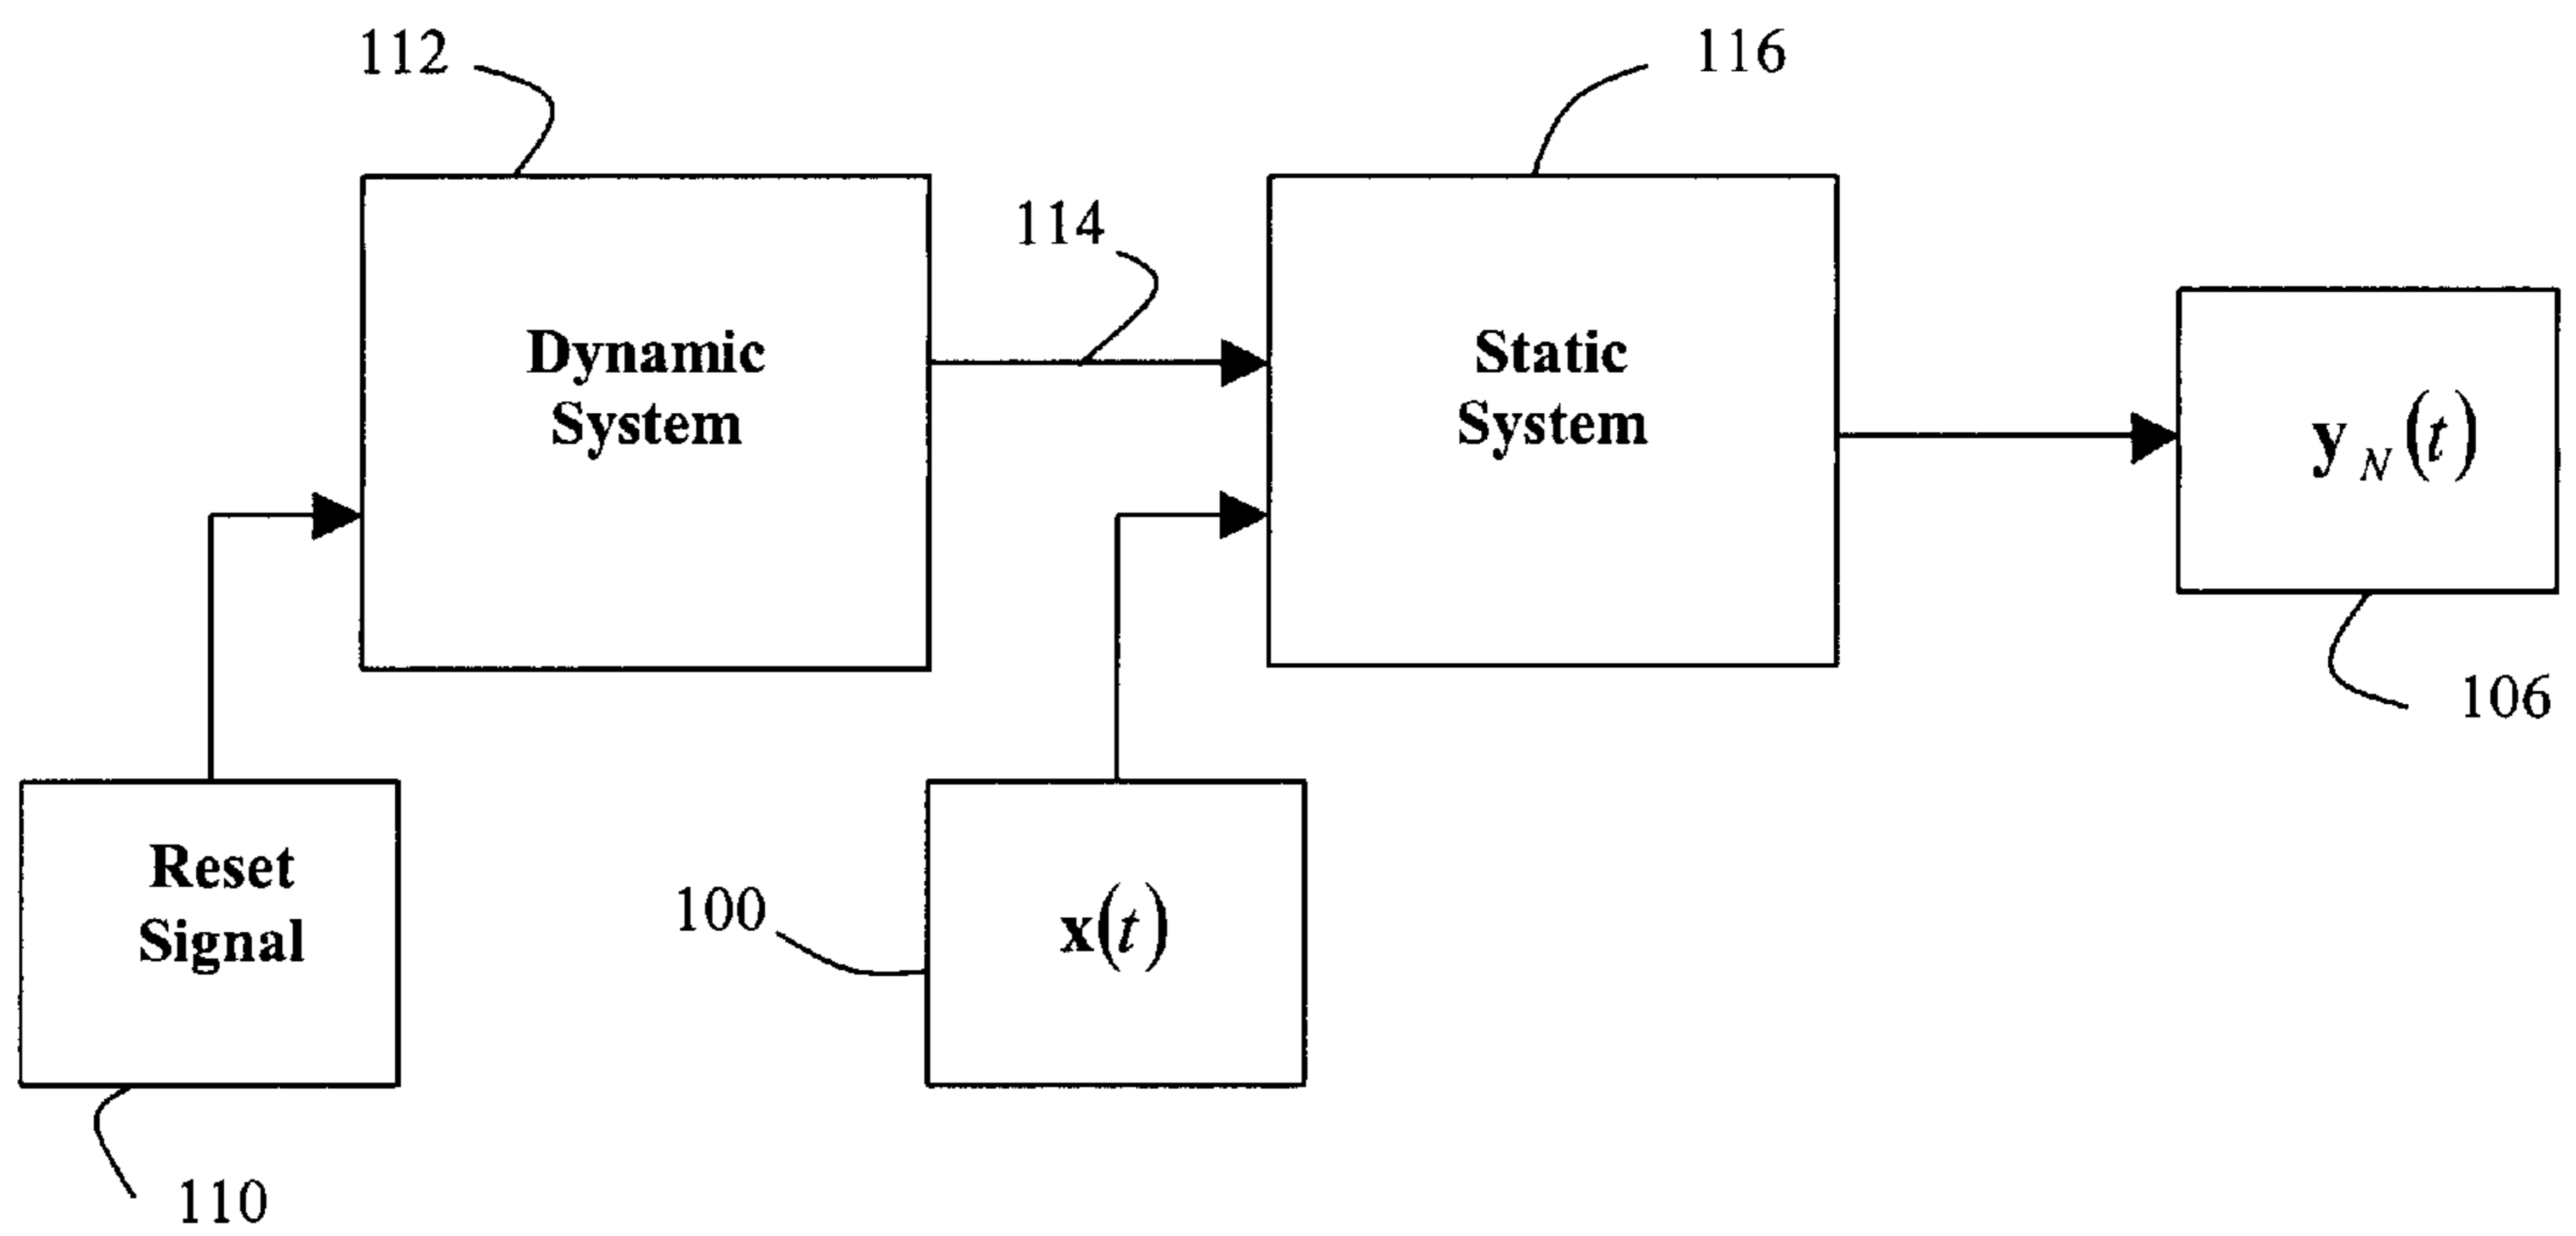 112
116
114
Dynamic
System
Static
System
y_N(t)
106
Reset
Signal
100
x(t)
110